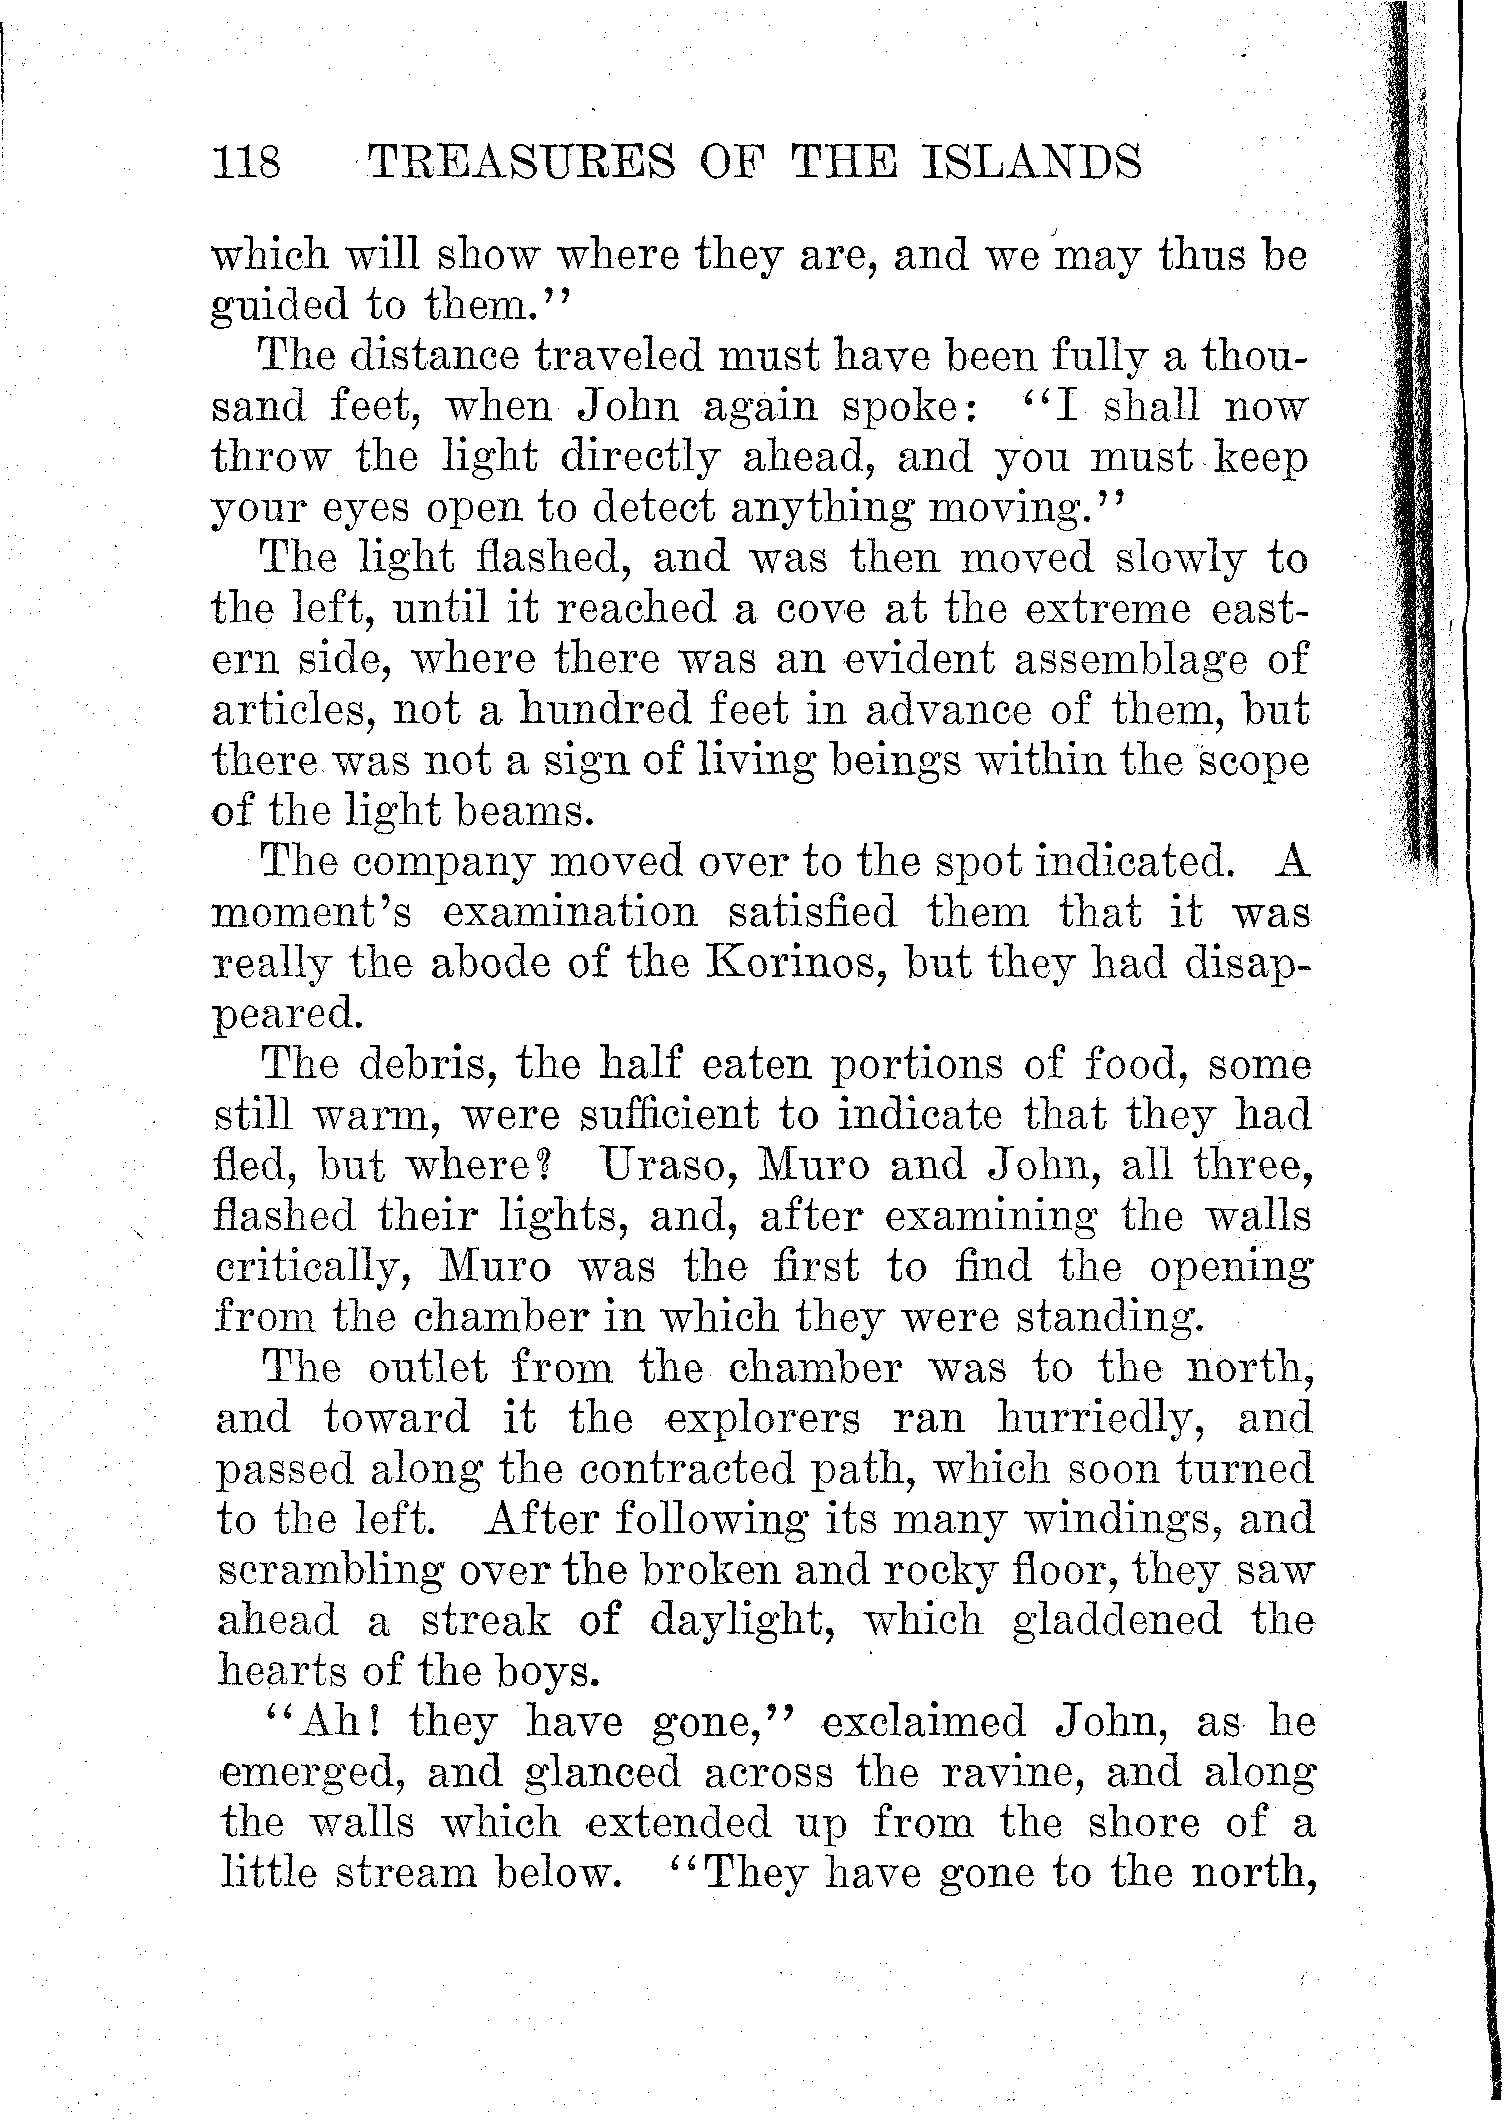 118 TREASURES OF THE ISLANDS
which will show where they are, and we may thus be
guided to them."
The distance traveled must have been fully a thou-
sand feet, when John again spoke: "I shall now
throw the light directly ahead, and you must keep
your eyes open to detect anything moving."
The light flashed, and was then moved slowly to
the left, until it reached a cove at the extreme east-
ern side, where there was an evident assemblage of
articles, not a hundred feet in advance of them, but
there was not a sign of living beings within the scope
of the light beams.
The company moved over to the spot indicated. A
moment's examination satisfied them that it was
really the abode of the Korinos, but they had disap-
peared.
The debris, the half eaten portions of food, some
still warm, were sufficient to indicate that they had
fled, but where? Uraso, Muro and John, all three,
flashed their lights, and, after examining the walls
critically, Muro was the first to find the opening
from the chamber in which they were standing.
The outlet from the chamber was to the north,
and toward it the explorers ran hurriedly, and
passed along the contracted path, which soon turned
to the left. After following its many windings, and
scrambling over the broken and rocky floor, they saw
ahead a streak of daylight, which gladdened the
hearts of the boys.
"Ah! they have gone," exclaimed John, as he
emerged, and glanced across the ravine, and along
the walls which extended up from the shore of a
little stream below. "They have gone to the north,